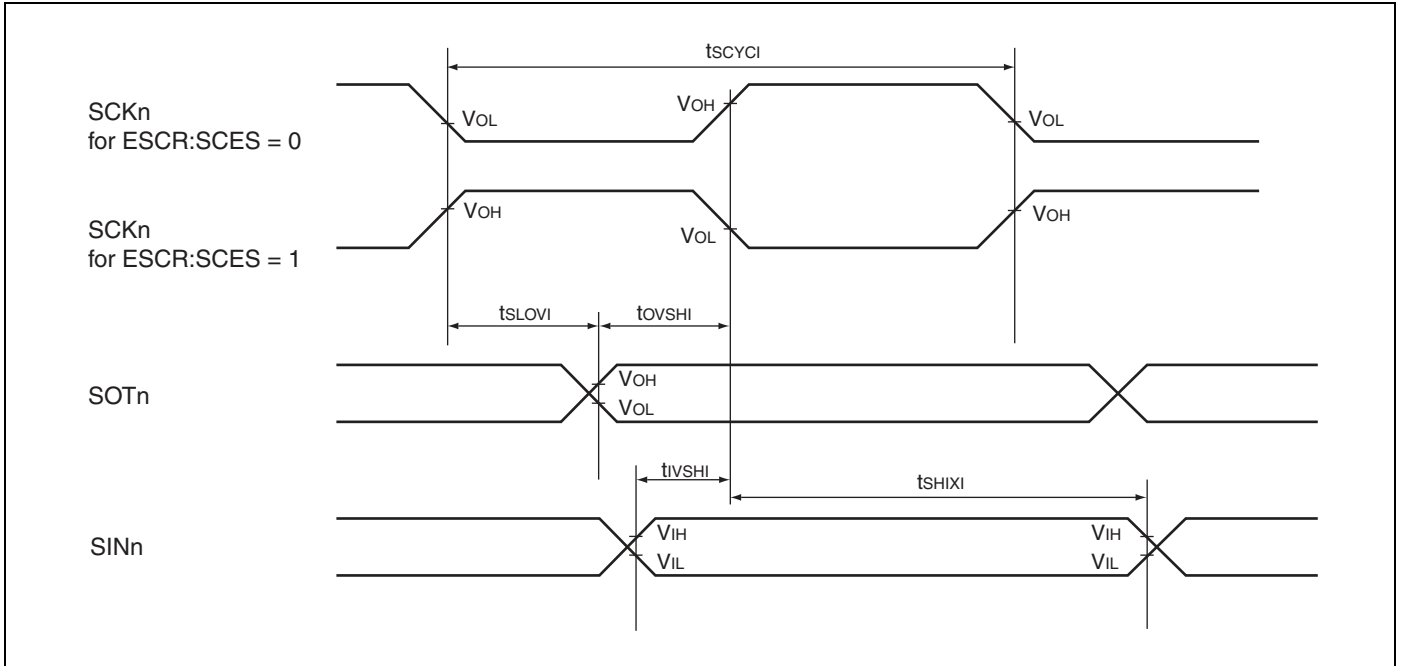 tSCYCI
SCKn
for ESCR:SCES = 0
VOL
VOH
VOL
SCKn
for ESCR:SCES = 1
VOH
VOL
VOH
tSLOVI
tOVSHI
SOTn
VOH
VOL
tIVSHI
tSHIXI
SINn
VIH
VIL
VIH
VIL